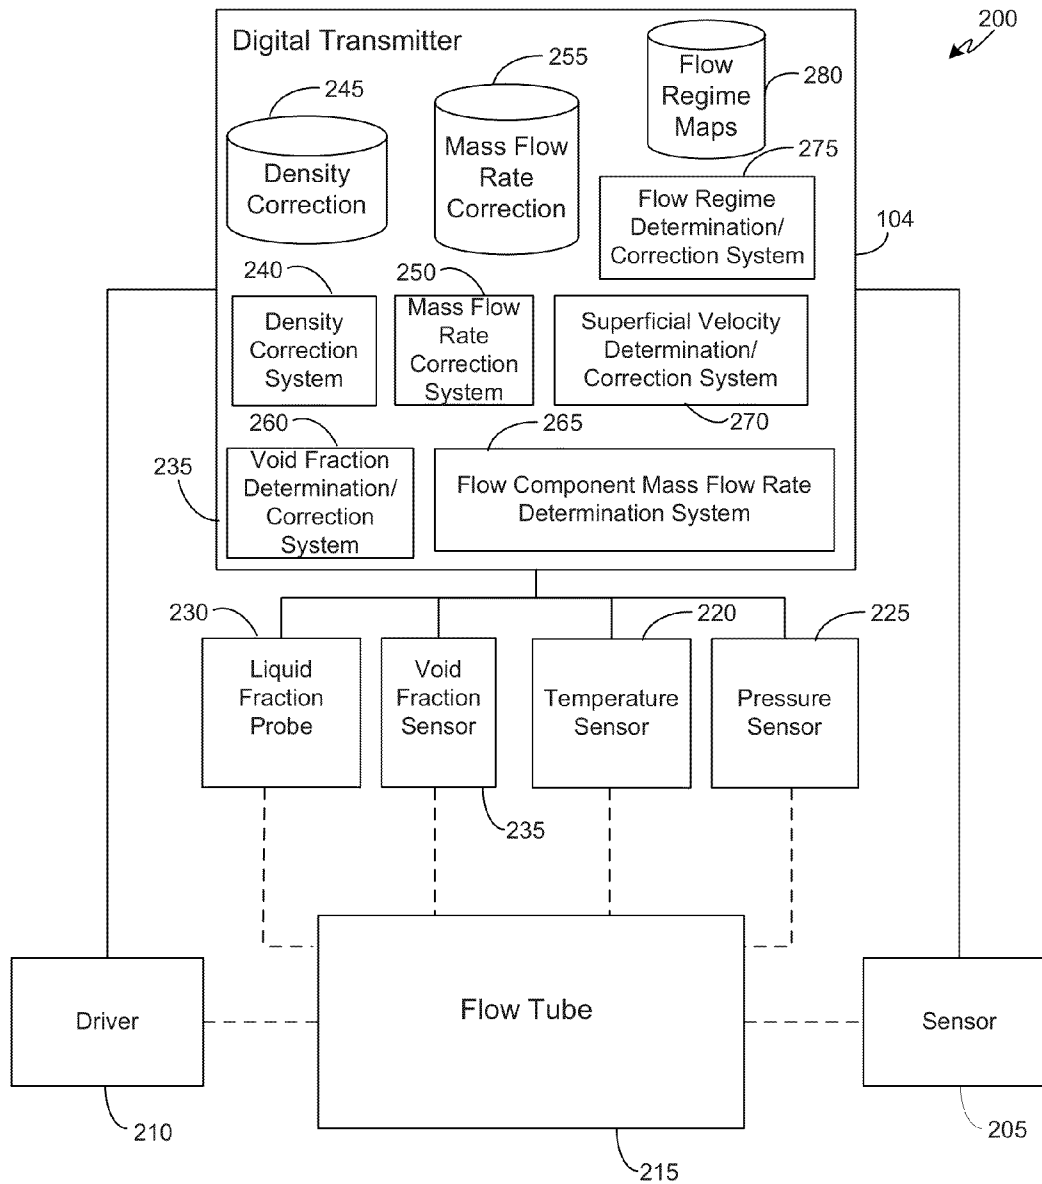 200
Digital Transmitter
245
255
280
Flow
Regime
Maps
Density
Correction
Mass Flow
Rate
Correction
275
Flow Regime
Determination/
Correction System
104
240
250
Density
Correction
System
Mass Flow
Rate
Correction
System
Superficial Velocity
Determination/
Correction System
270
260
265
235
Void Fraction
Determination/
Correction
System
Flow Component Mass Flow Rate
Determination System
230
220
225
Liquid
Fraction
Probe
Void
Fraction
Sensor
Temperature
Sensor
Pressure
Sensor
235
Driver
Flow Tube
Sensor
210
215
205